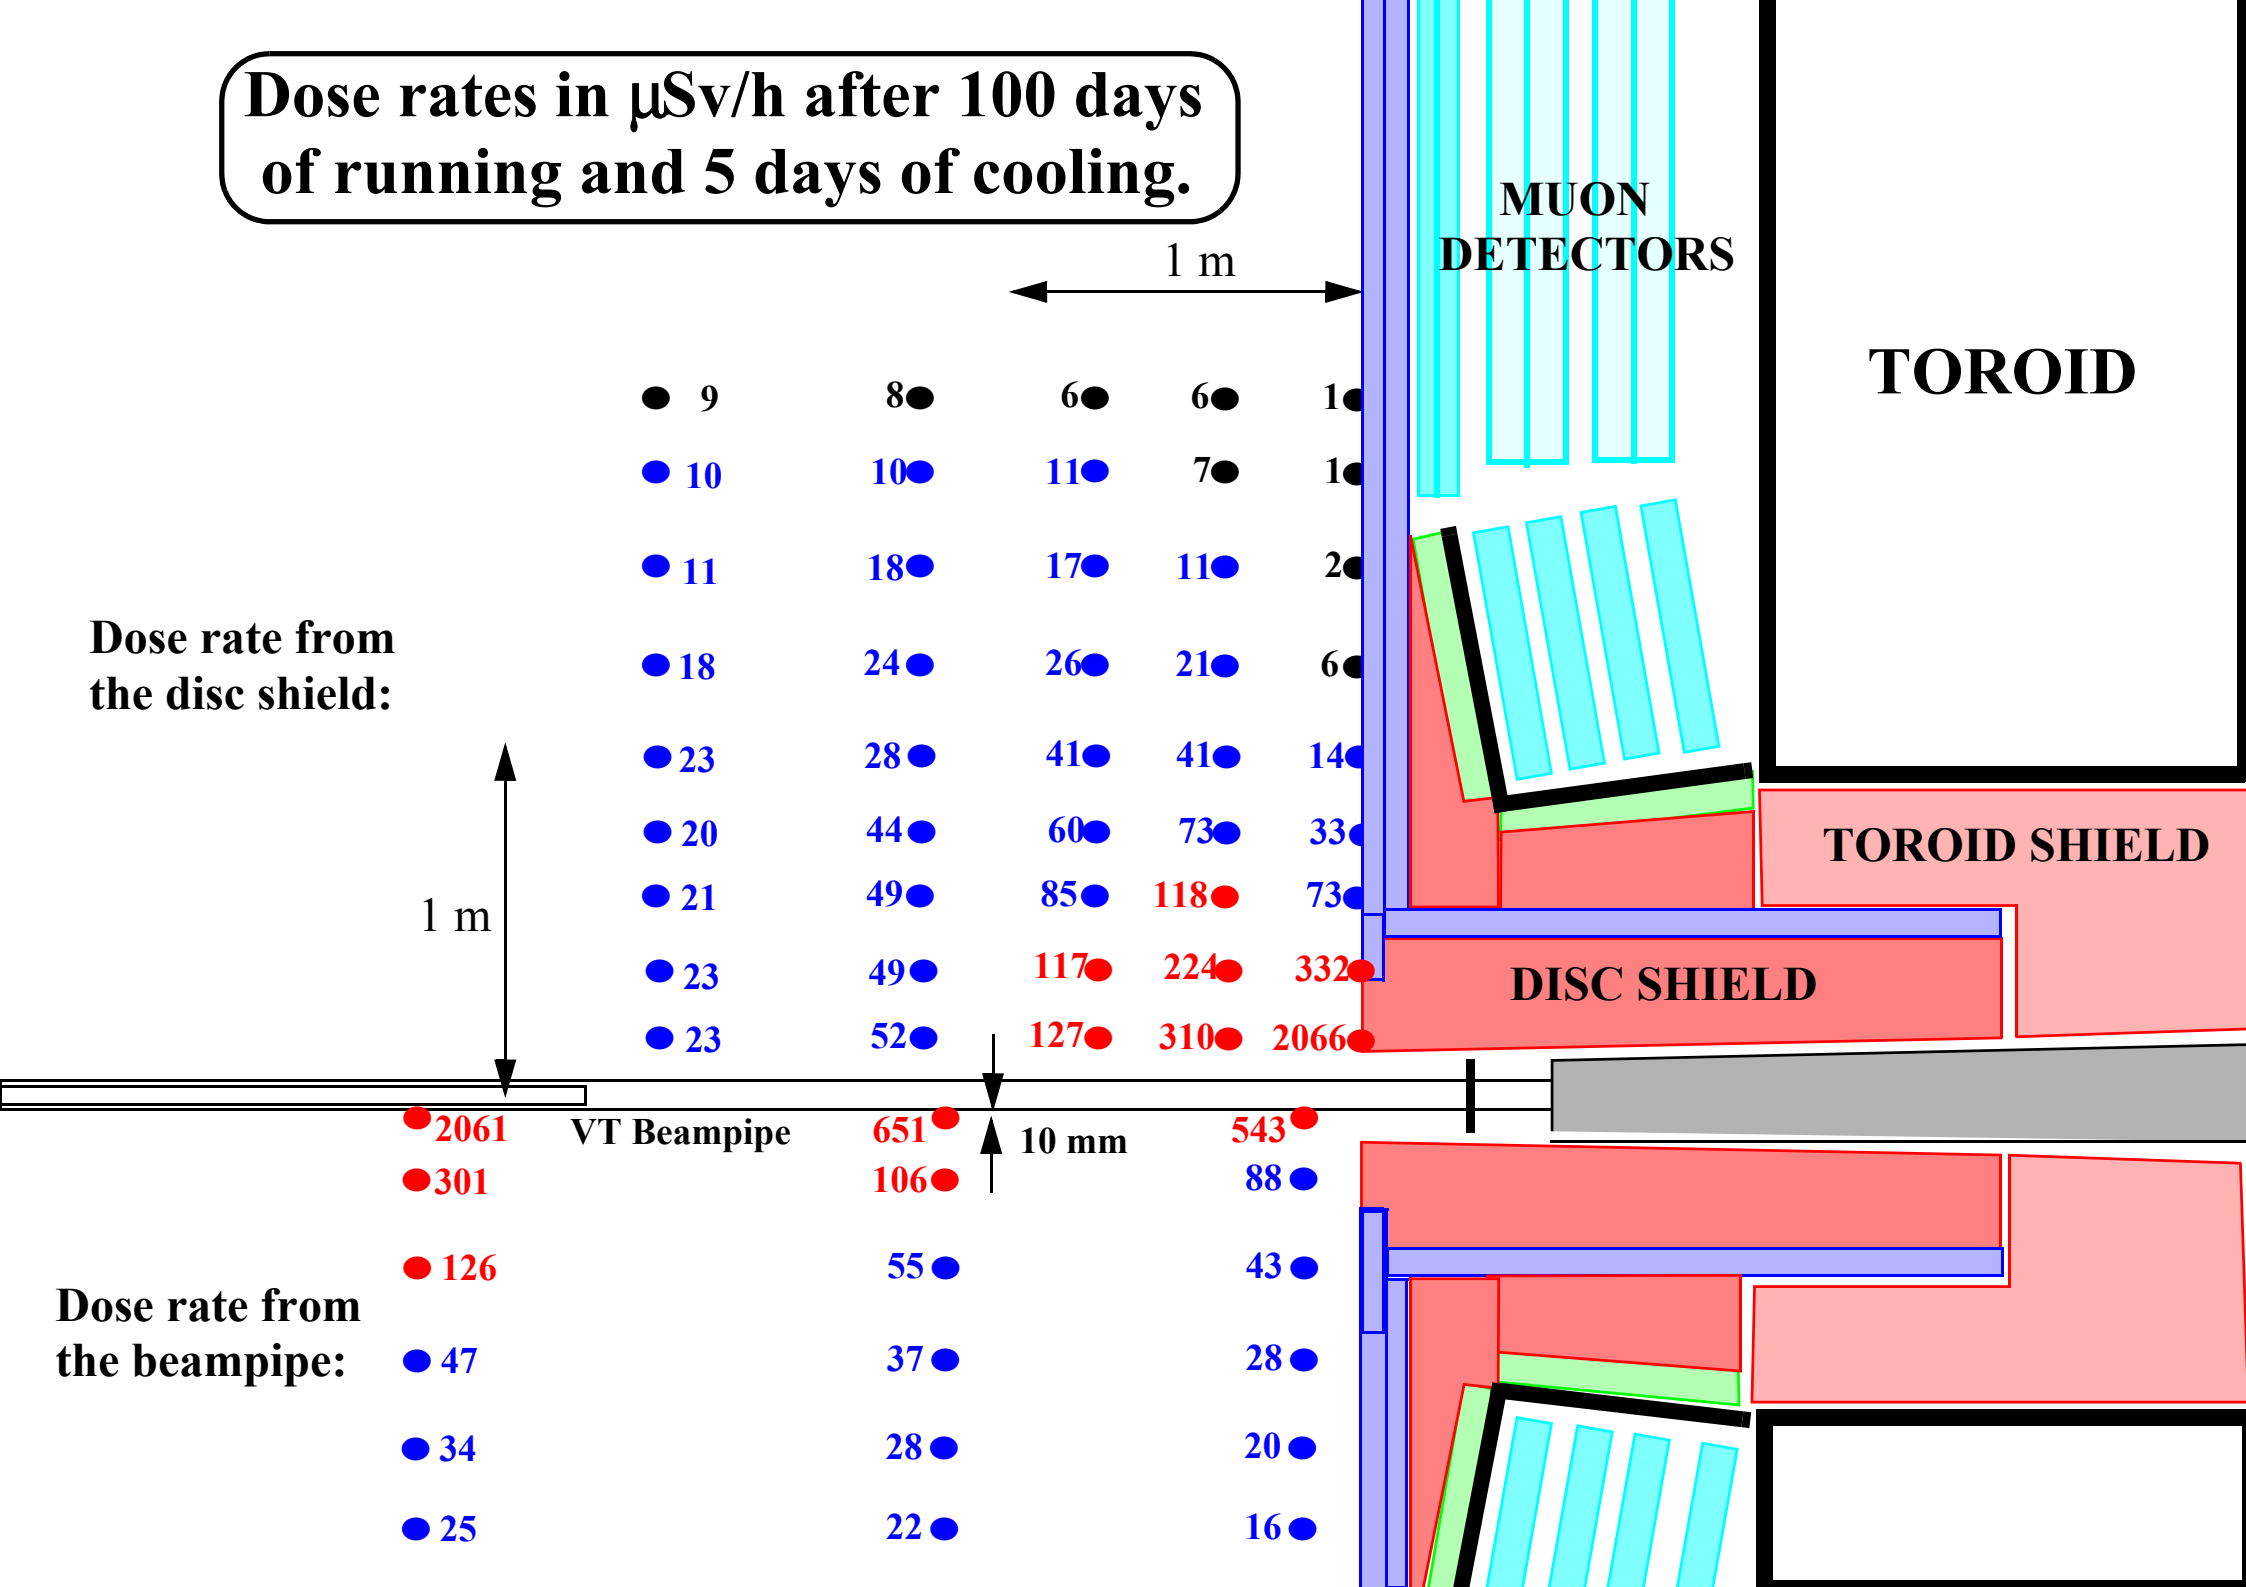 Dose rates in μSv/h after 100 days
of running and 5 days of cooling.
MUON
DETECTORS
1 m
TOROID
9 8 6 6 1
10 10 11 7 1
11 18 17 11 2
Dose rate from
the disc shield:
18 24 26 21 6
23 28 41 41 14
20 44 60 73 33
TOROID SHIELD
21 49 85 118 73
1 m
23 49 117 224 332
DISC SHIELD
23 52 127 310 2066
2061 651 543
VT Beampipe
10 mm
301 106 88
126 55 43
Dose rate from
the beampipe:
47 37 28
34 28 20
25 22 16